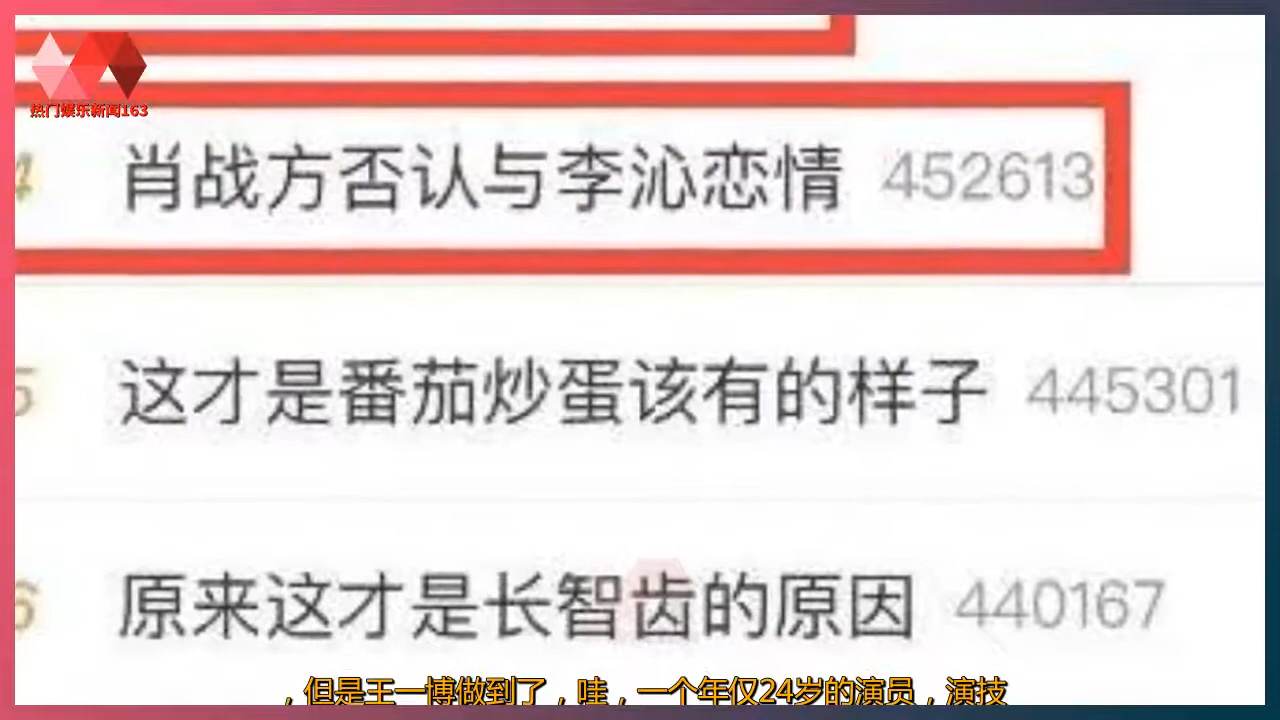 热门娱乐新闻163
4 肖战方否认与李沁恋情 452613
5 这才是番茄炒蛋该有的样子 445301
6 原来这才是长智齿的原因 440167
，但是王一博做到了，哇，一个年仅24岁的演员，演技